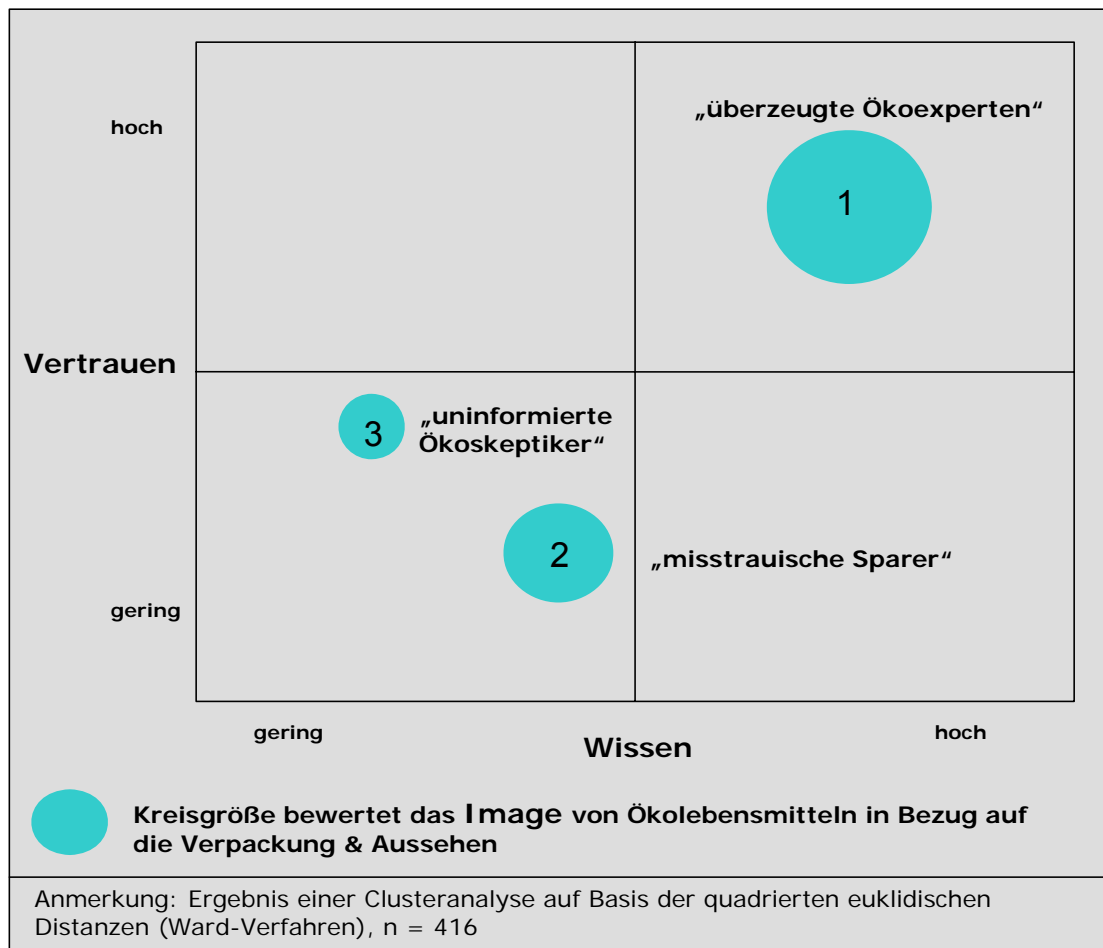 „überzeugte Ökoexperten“
hoch
1
Vertrauen
„uninformierte
Ökoskeptiker“
3
2
„misstrauische Sparer“
gering
gering
hoch
Wissen
Kreisgröße bewertet das Image von Ökolebensmitteln in Bezug auf
die Verpackung & Aussehen
Anmerkung: Ergebnis einer Clusteranalyse auf Basis der quadrierten euklidischen
Distanzen (Ward-Verfahren), n = 416